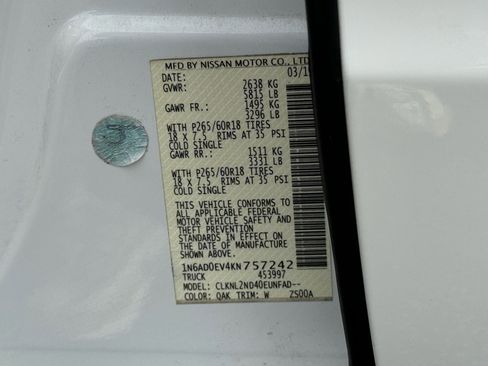 MFD BY NISSAN MOTOR CO., LTD
DATE: 03/1
GVWR: 2638 KG
5815 LB
GAWR FR: 1495 KG
3296 LB
WITH P265/60R18 TIRES
18 X 7.5 RIMS AT 35 PSI
COLD SINGLE
GAWR RR: 1511 KG
3331 LB
WITH P265/60R18 TIRES
18 X 7.5 RIMS AT 35 PSI
COLD SINGLE
THIS VEHICLE CONFORMS TO
ALL APPLICABLE FEDERAL
MOTOR VEHICLE SAFETY AND
THEFT PREVENTION
STANDARDS IN EFFECT ON
THE DATE OF MANUFACTURE
SHOWN ABOVE.
1N6AD0EV4KN757242
TRUCK 453997
MODEL: CLKNL2ND40EUNFAD--
COLOR: QAK TRIM: W ZS00A